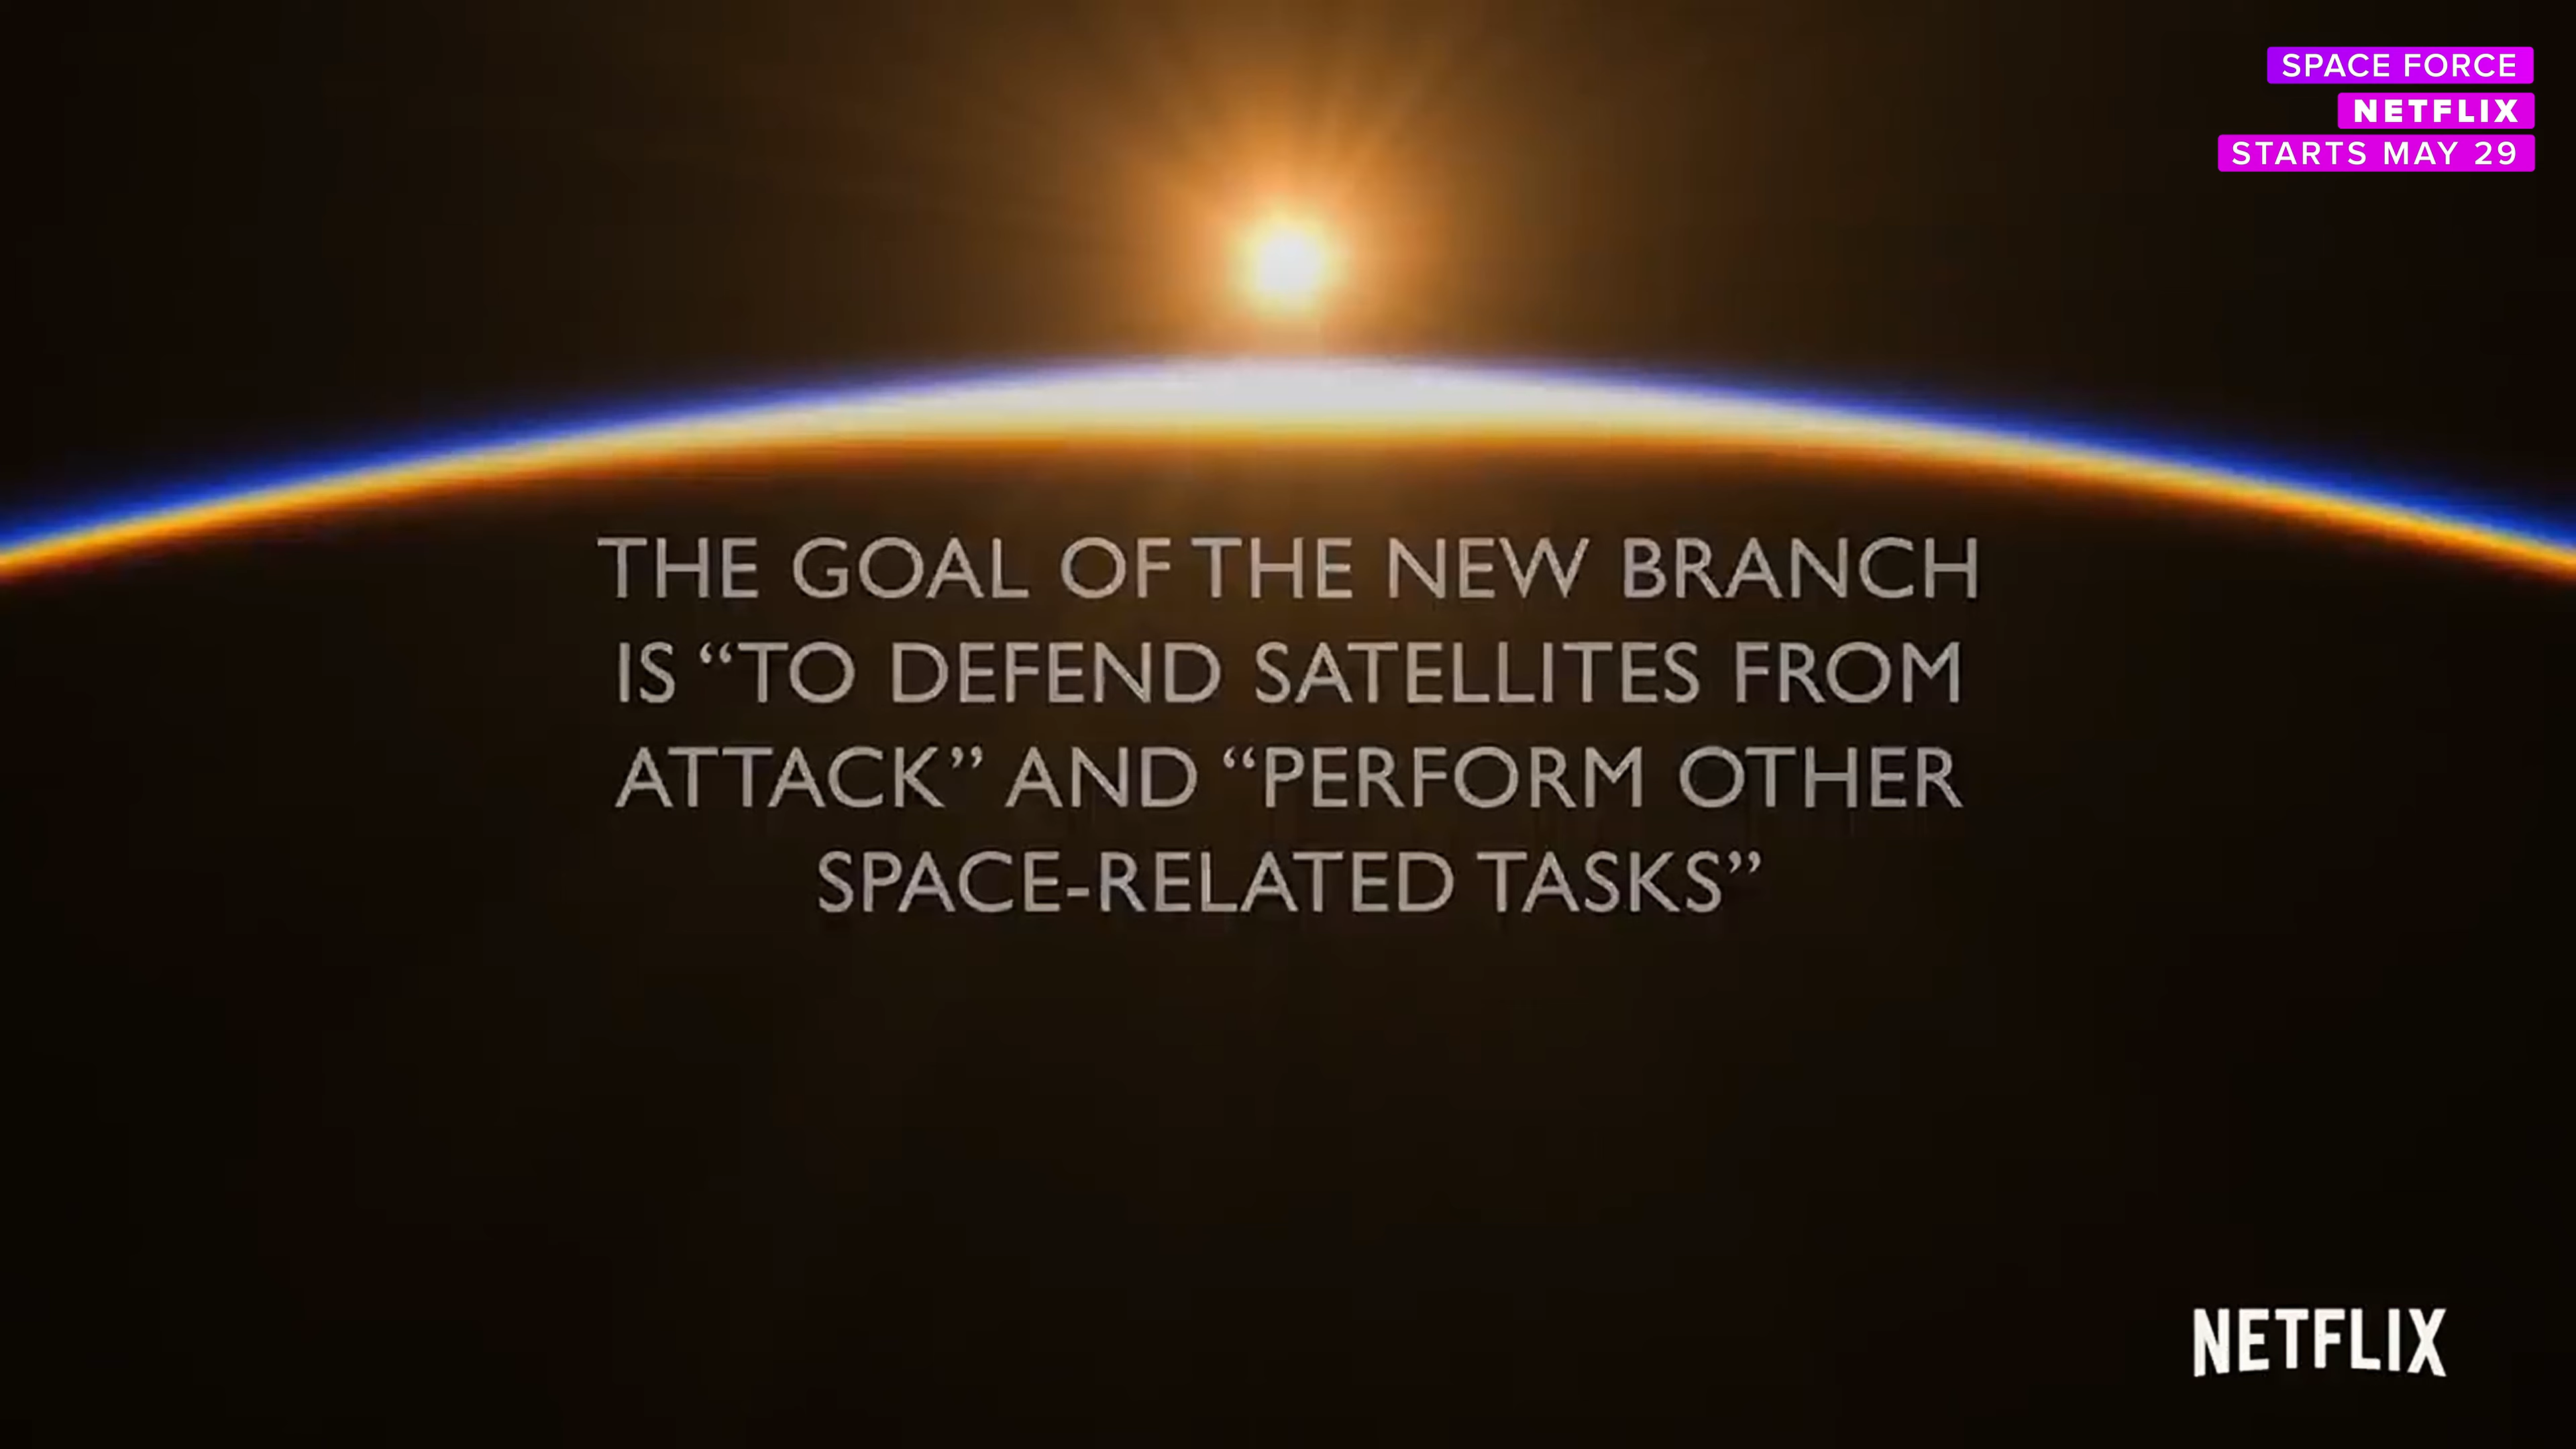 SPACE FORCE
NETFLIX
STARTS MAY 29
THE GOAL OF THE NEW BRANCH
IS “TO DEFEND SATELLITES FROM
ATTACK” AND “PERFORM OTHER
SPACE-RELATED TASKS”
NETFLIX